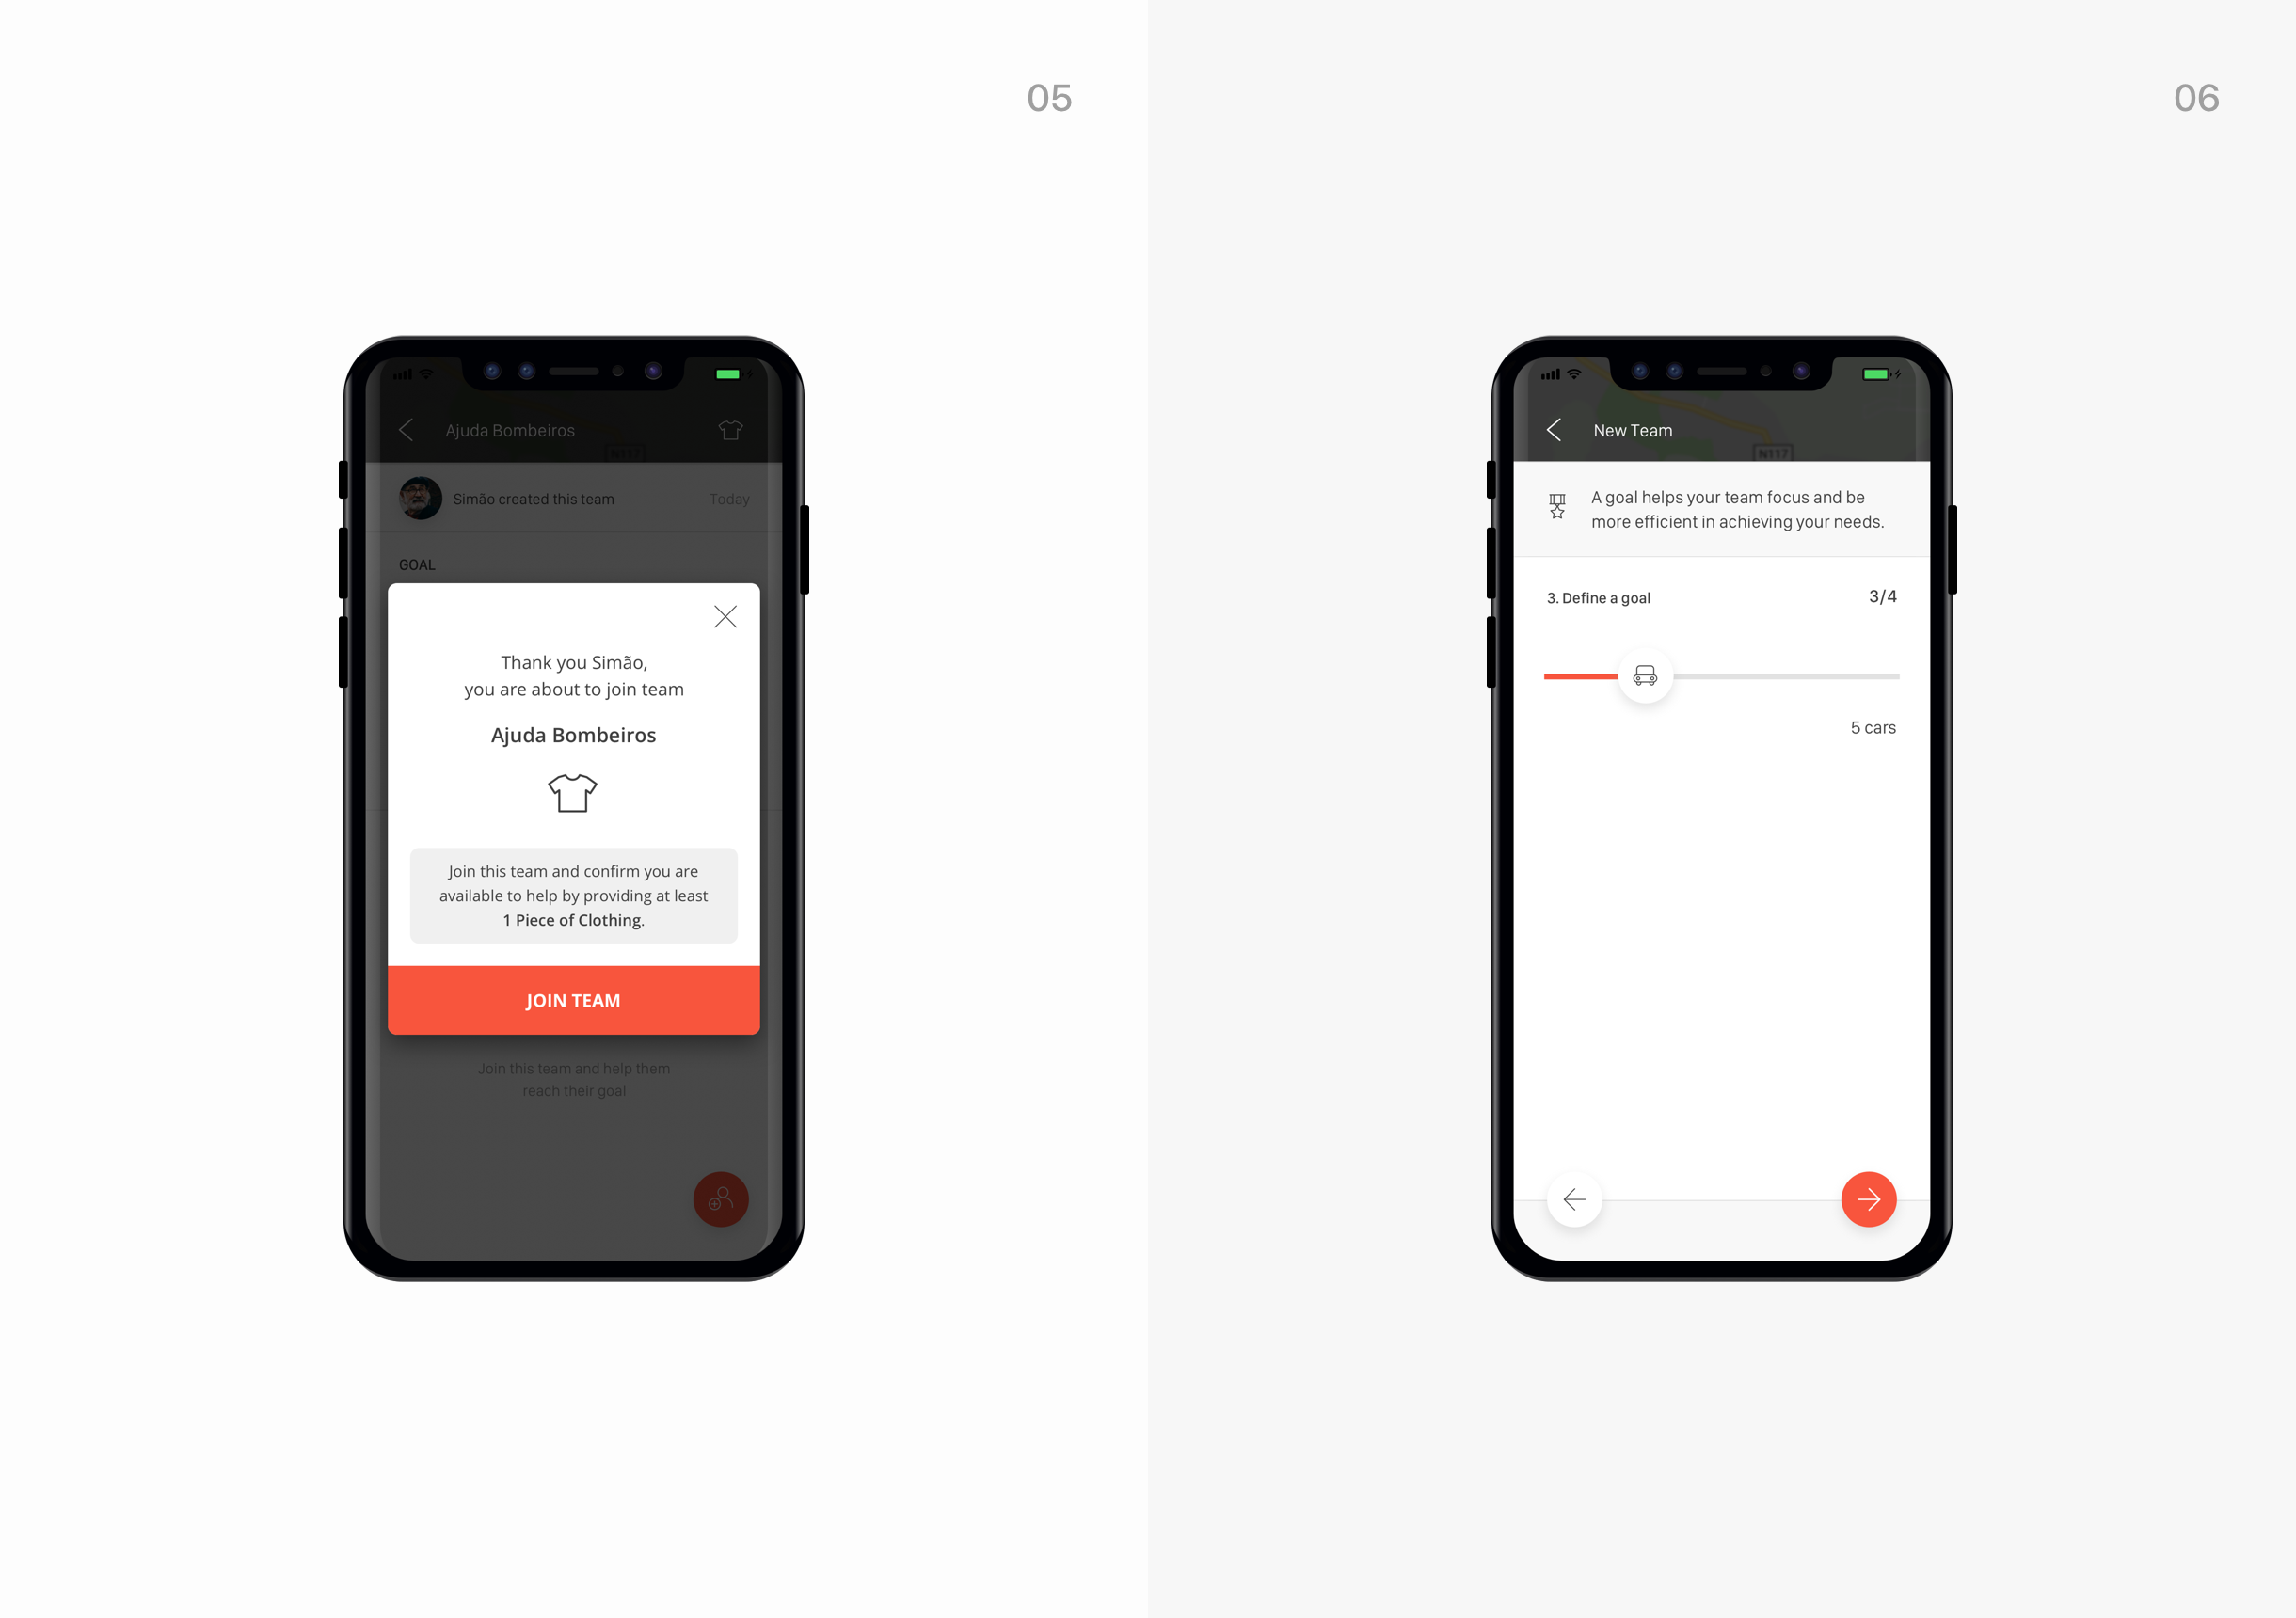 05
Ajuda Bombeiros
N117
Simão created this team
Today
GOAL
Thank you Simão,
you are about to join team
Ajuda Bombeiros
Join this team and confirm you are
available to help by providing at least
1 Piece of Clothing.
JOIN TEAM
Join this team and help them
reach their goal
06
New Team
N117
A goal helps your team focus and be
more efficient in achieving your needs.
3. Define a goal
3/4
5 cars